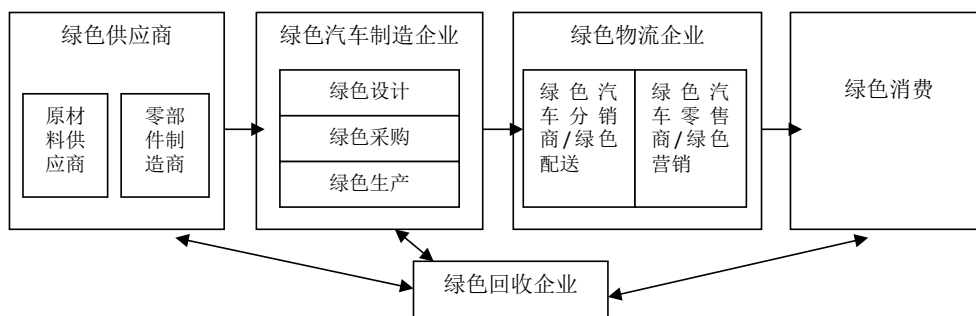 绿色供应商
原材
料供
应商
零部
件制
造商
绿色汽车制造企业
绿色设计
绿色采购
绿色生产
绿色物流企业
绿色汽
车分销
商/绿色
配送
绿色汽
车零售
商/绿色
营销
绿色消费
绿色回收企业